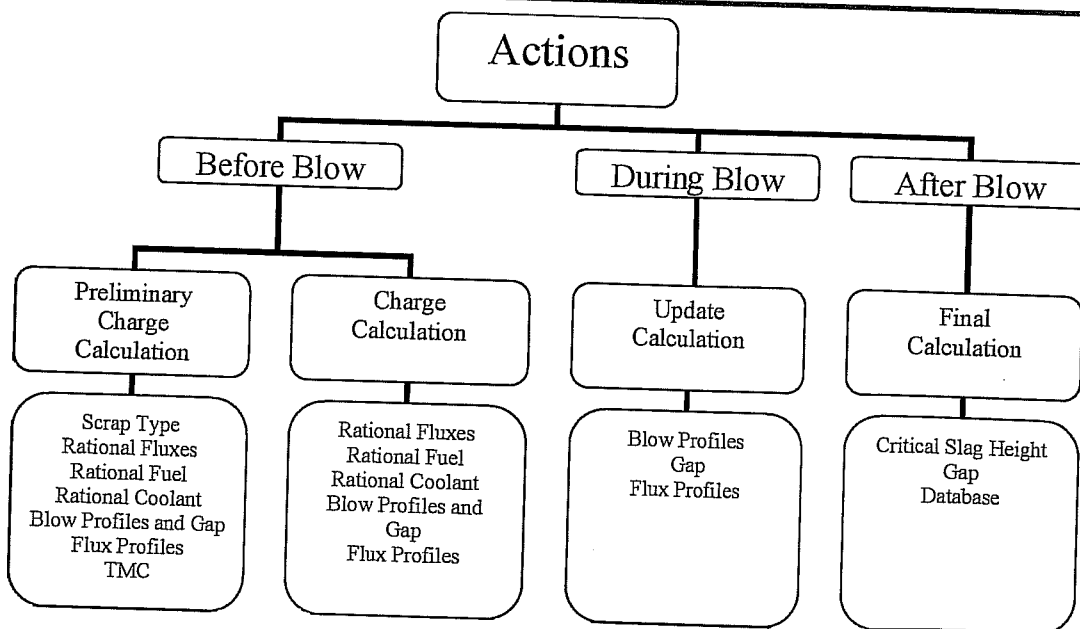 Actions
Before Blow
During Blow
After Blow
Preliminary
Charge
Calculation
Charge
Calculation
Update
Calculation
Final
Calculation
Scrap Type
Rational Fluxes
Rational Fuel
Rational Coolant
Blow Profiles and Gap
Flux Profiles
TMC
Rational Fluxes
Rational Fuel
Rational Coolant
Blow Profiles and
Gap
Flux Profiles
Blow Profiles
Gap
Flux Profiles
Critical Slag Height
Gap
Database